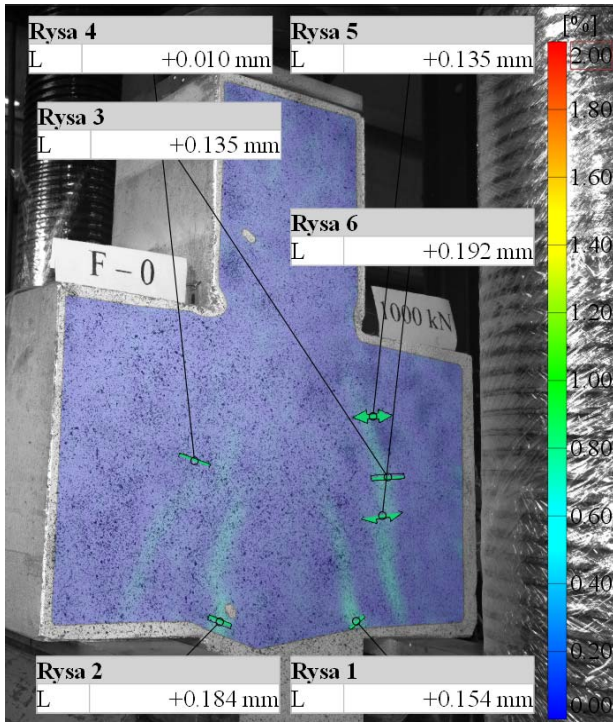 Rysa 4
L +0.010 mm
Rysa 5
L +0.135 mm
Rysa 3
L +0.135 mm
Rysa 6
L +0.192 mm
F – 0
1000 kN
Rysa 2
L +0.184 mm
Rysa 1
L +0.154 mm
[%]
2.00
1.80
1.60
1.40
1.20
1.00
0.80
0.60
0.40
0.20
0.00